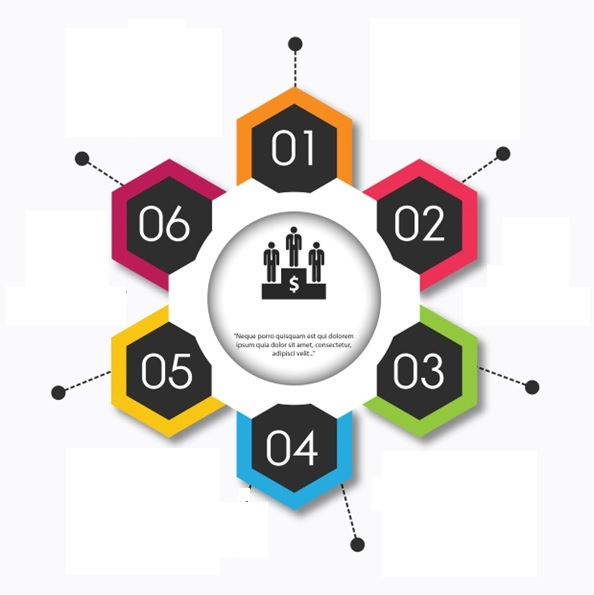 01
06
02
$
"Neque porro quisquam est qui dolorem
ipsum quia dolor sit amet, consectetur,
adipisci velit..."
05
03
04